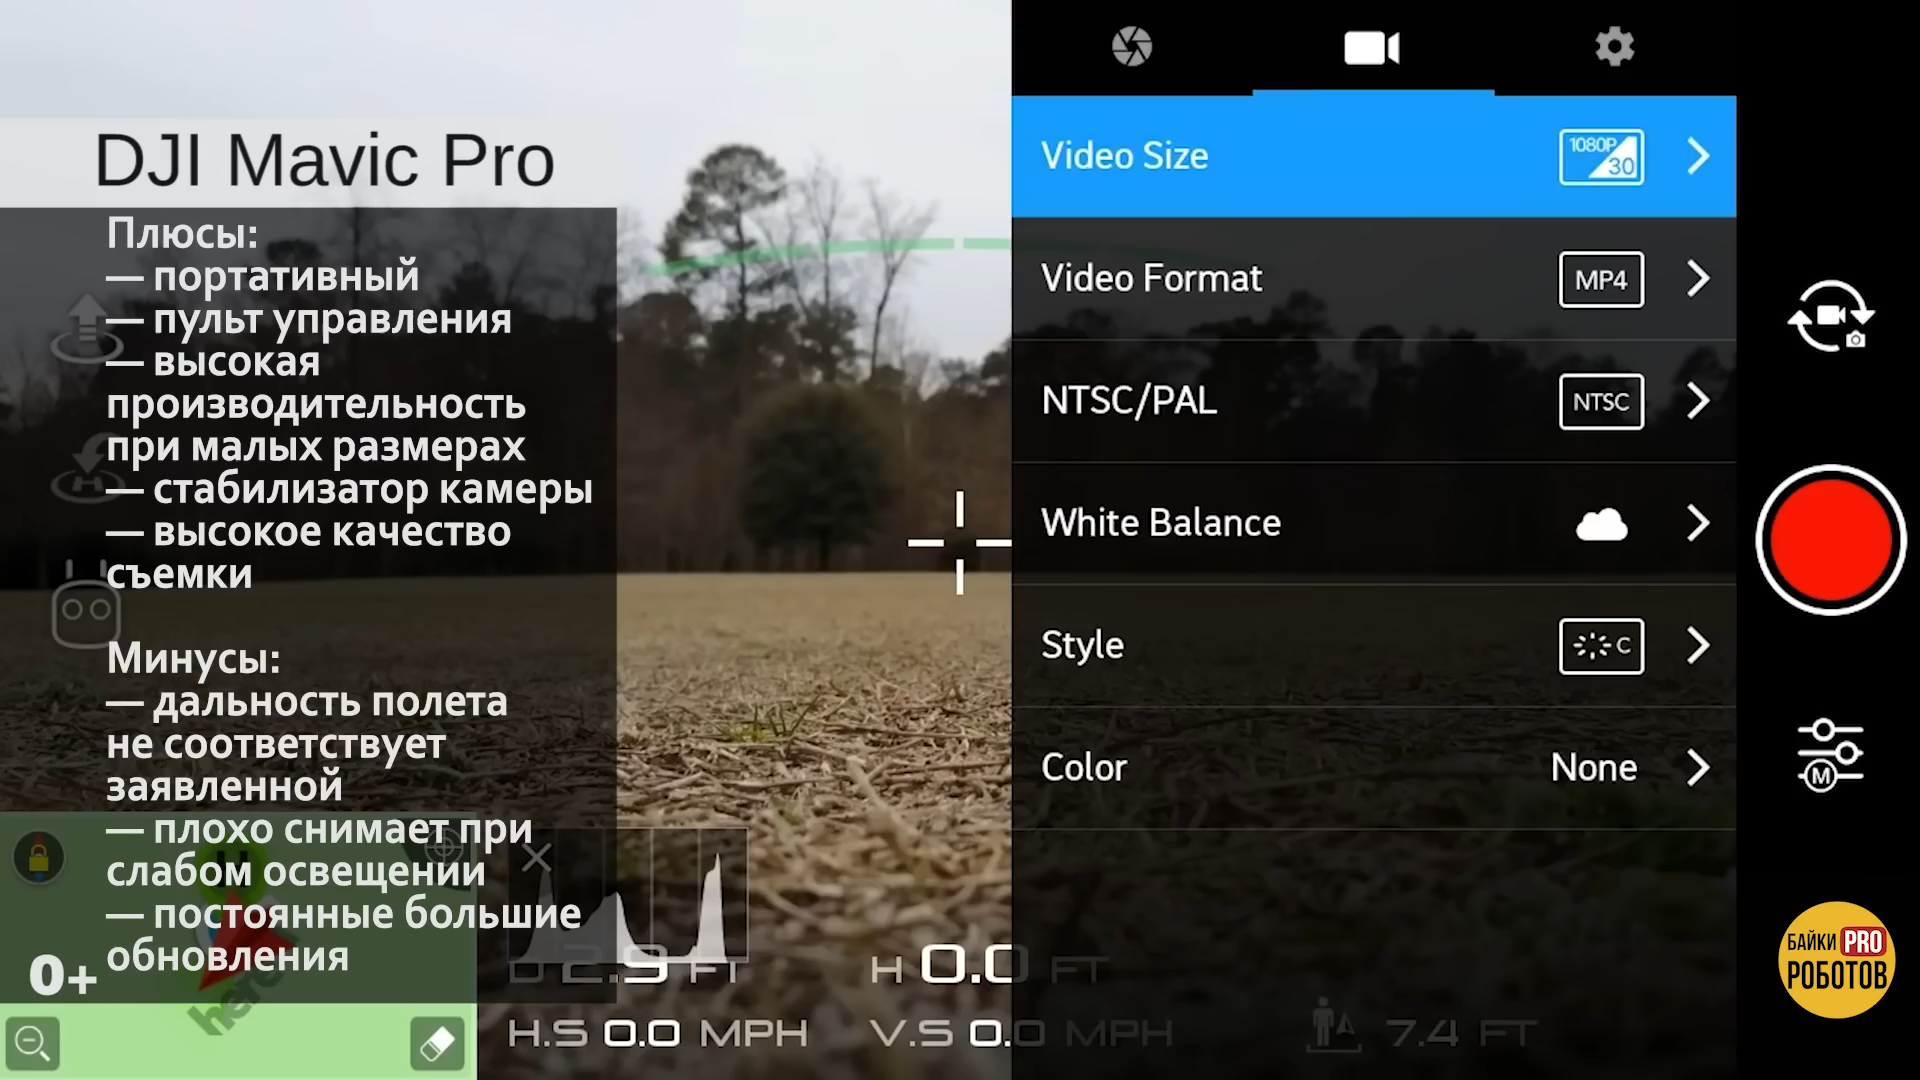 DJI Mavic Pro
Плюсы:
— портативный
— пульт управления
— высокая
производительность
при малых размерах
— стабилизатор камеры
— высокое качество
съемки
Минусы:
— дальность полета
не соответствует
заявленной
— плохо снимает при
слабом освещении
— постоянные большие
обновления
0+
Video Size
1080P
30
Video Format
MP4
NTSC/PAL
NTSC
White Balance
Style
C
Color
None
M
D 2.9 FT
H 0.0 FT
H.S 0.0 MPH
V.S 0.0 MPH
7.4 FT
БАЙКИ PRO
РОБОТОВ